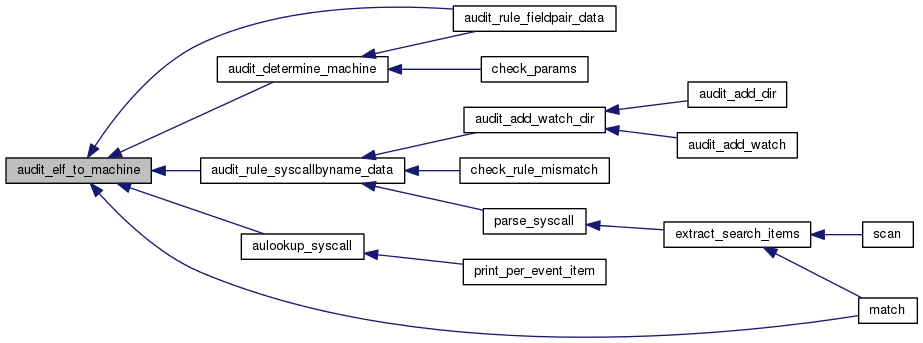 audit_rule_fieldpair_data
audit_determine_machine
check_params
audit_add_dir
audit_add_watch_dir
audit_add_watch
audit_elf_to_machine
audit_rule_syscallbyname_data
check_rule_mismatch
parse_syscall
extract_search_items
scan
aulookup_syscall
print_per_event_item
match